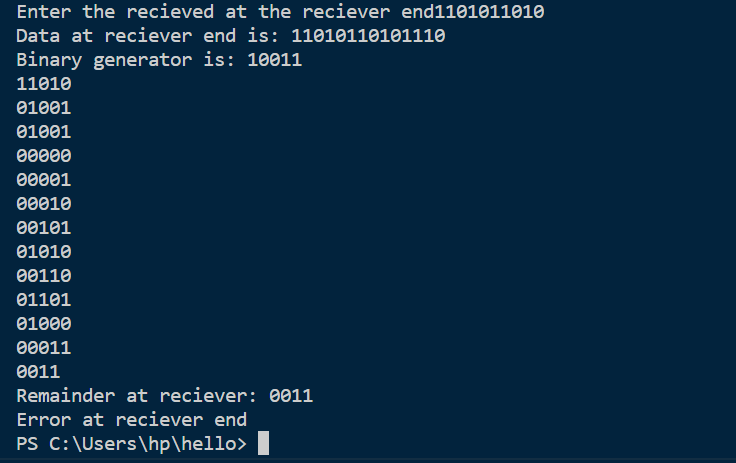 Enter the recieved at the reciever end1101011010
Data at reciever end is: 11010110101110
Binary generator is: 10011
11010
01001
01001
00000
00001
00010
00101
01010
00110
01101
01000
00011
0011
Remainder at reciever: 0011
Error at reciever end
PS C:\Users\hp\hello>